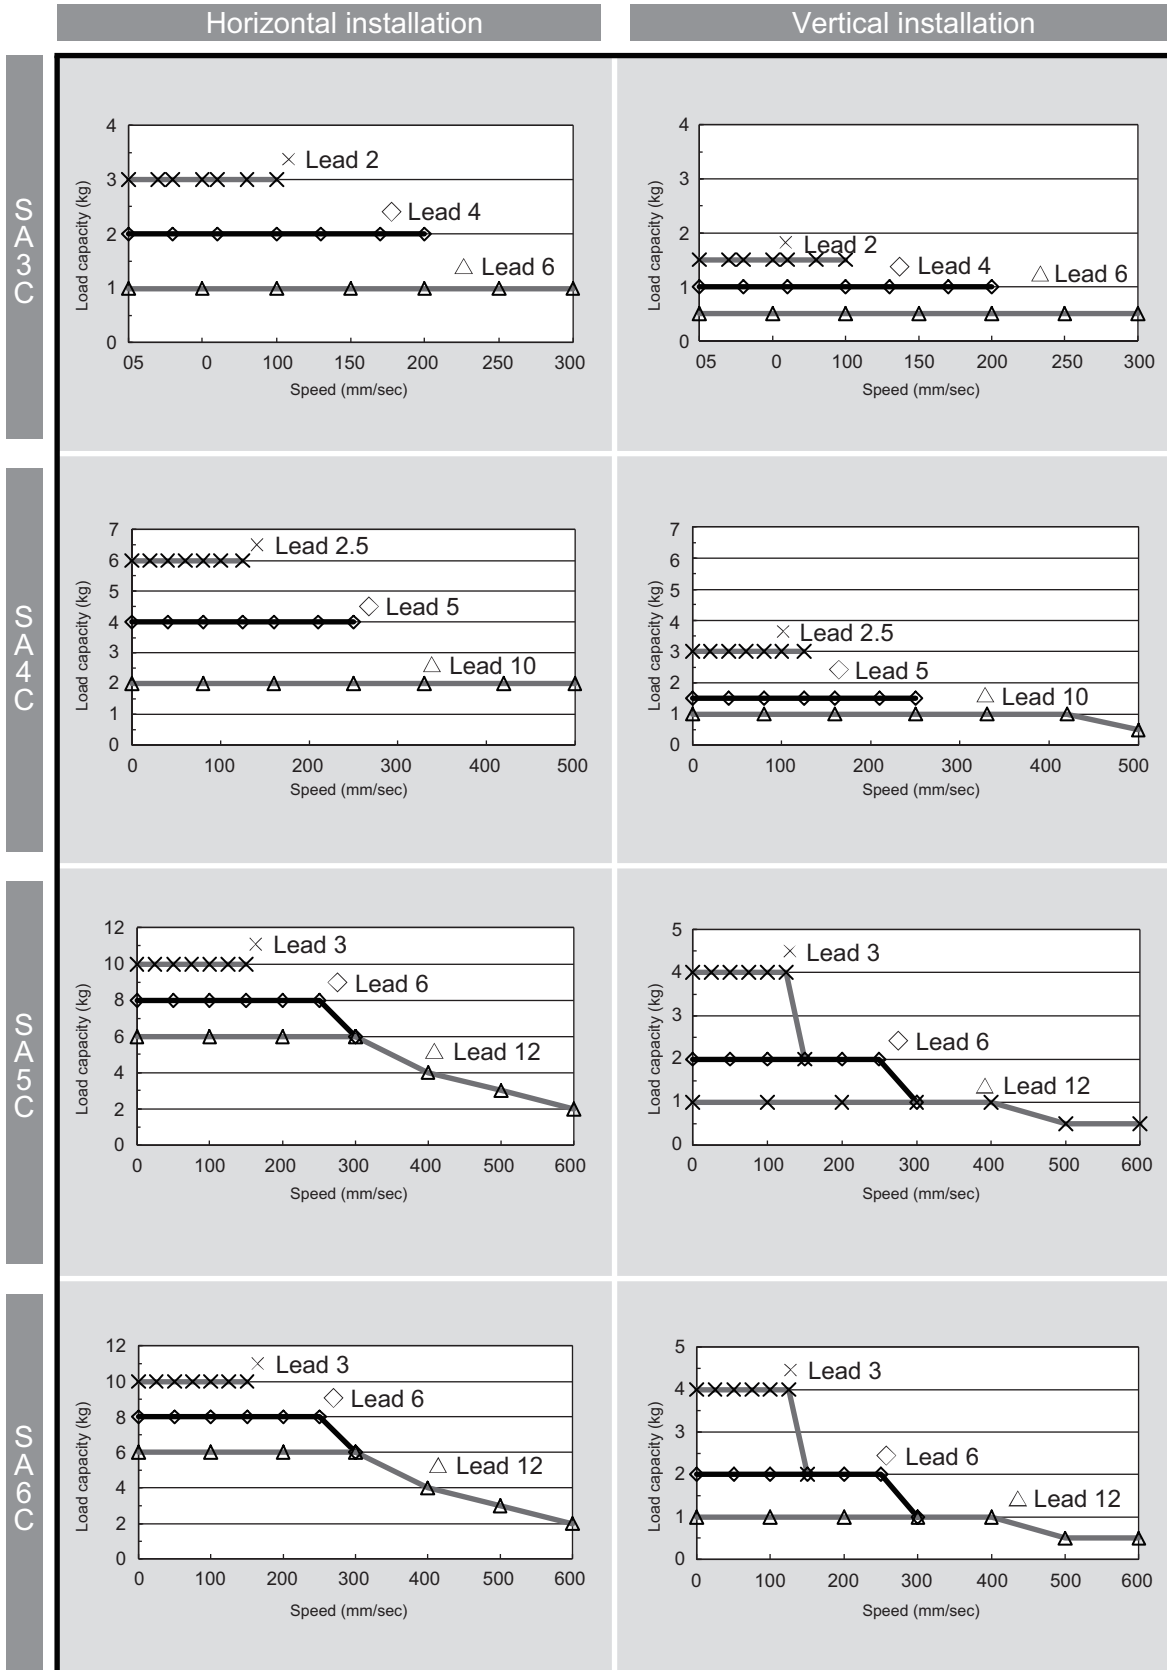 Horizontal installation
Vertical installation
SA3C
4
3
2
1
0
Load capacity (kg)
× Lead 2
◇ Lead 4
△ Lead 6
05 0 100 150 200 250 300
Speed (mm/sec)
4
3
2
1
0
Load capacity (kg)
× Lead 2
◇ Lead 4
△ Lead 6
05 0 100 150 200 250 300
Speed (mm/sec)
SA4C
7
6
5
4
3
2
1
0
Load capacity (kg)
× Lead 2.5
◇ Lead 5
△ Lead 10
0 100 200 300 400 500
Speed (mm/sec)
7
6
5
4
3
2
1
0
Load capacity (kg)
× Lead 2.5
◇ Lead 5
△ Lead 10
0 100 200 300 400 500
Speed (mm/sec)
SA5C
12
10
8
6
4
2
0
Load capacity (kg)
× Lead 3
◇ Lead 6
△ Lead 12
0 100 200 300 400 500 600
Speed (mm/sec)
5
4
3
2
1
0
Load capacity (kg)
× Lead 3
◇ Lead 6
△ Lead 12
0 100 200 300 400 500 600
Speed (mm/sec)
SA6C
12
10
8
6
4
2
0
Load capacity (kg)
× Lead 3
◇ Lead 6
△ Lead 12
0 100 200 300 400 500 600
Speed (mm/sec)
5
4
3
2
1
0
Load capacity (kg)
× Lead 3
◇ Lead 6
△ Lead 12
0 100 200 300 400 500 600
Speed (mm/sec)